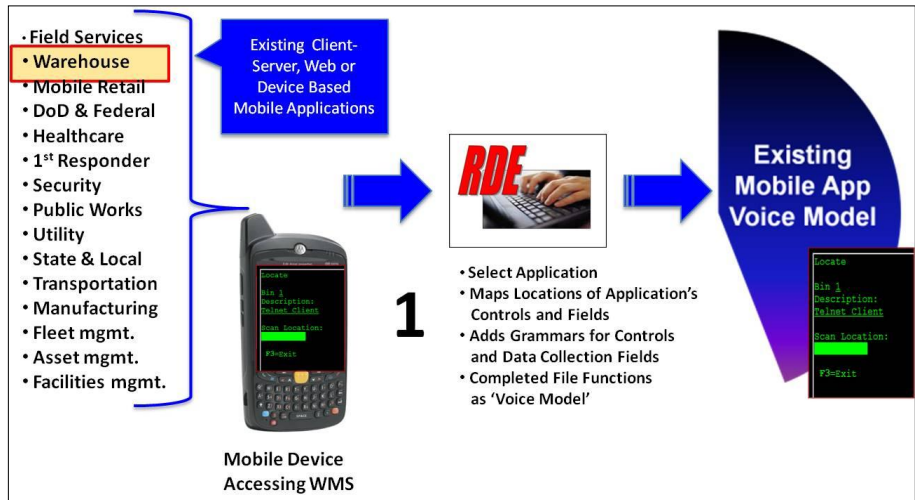 • Field Services
• Warehouse
• Mobile Retail
• DoD & Federal
• Healthcare
• 1st Responder
• Security
• Public Works
• Utility
• State & Local
• Transportation
• Manufacturing
• Fleet mgmt.
• Asset mgmt.
• Facilities mgmt.
Existing Client-
Server, Web or
Device Based
Mobile Applications
Locate
Bin 1
Description:
Telnet Client
Scan Location:
F3=Exit
Mobile Device
Accessing WMS
1
RDE
• Select Application
• Maps Locations of Application's
Controls and Fields
• Adds Grammars for Controls
and Data Collection Fields
• Completed File Functions
as 'Voice Model'
Existing
Mobile App
Voice Model
Locate
Bin 1
Description:
Telnet Client
Scan Location:
F3=Exit